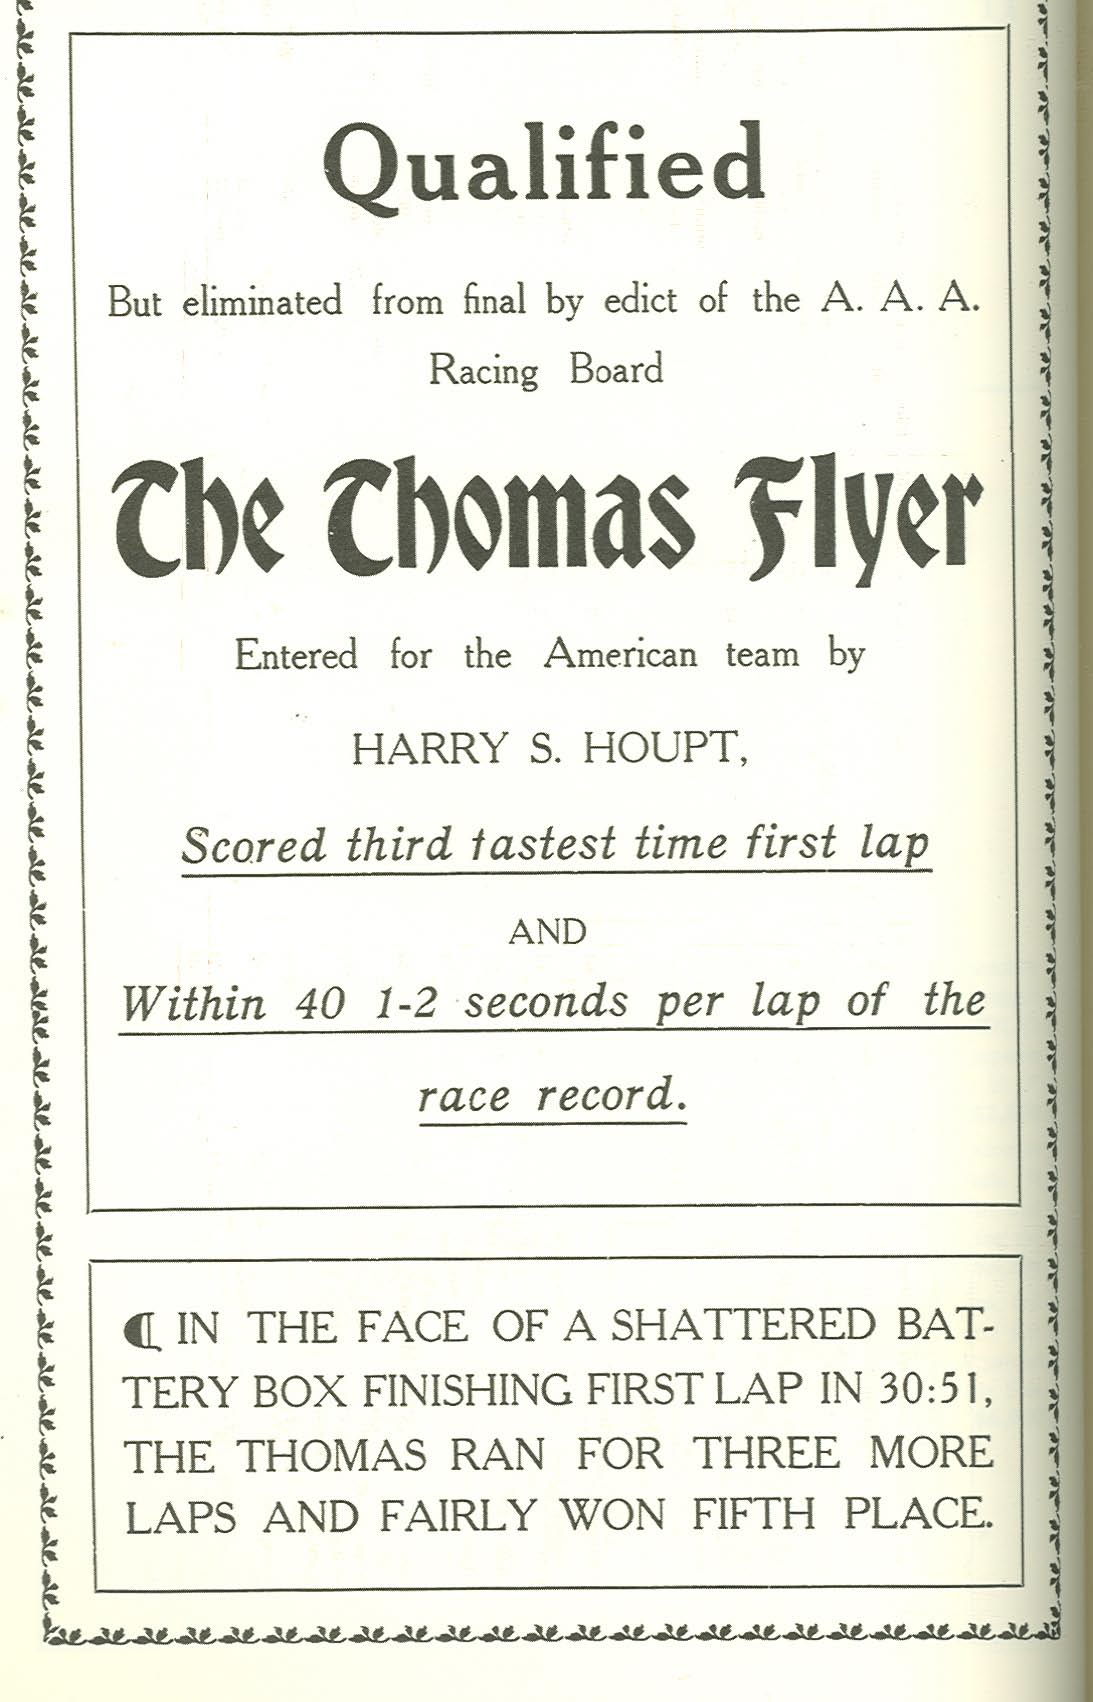 Qualified
But eliminated from final by edict of the A. A. A.
Racing Board
The Thomas Flyer
Entered for the American team by
HARRY S. HOUPT,
Scored third tastest time first lap
AND
Within 40 1-2 seconds per lap of the
race record.
¶ IN THE FACE OF A SHATTERED BAT-
TERY BOX FINISHING FIRST LAP IN 30:51,
THE THOMAS RAN FOR THREE MORE
LAPS AND FAIRLY WON FIFTH PLACE.